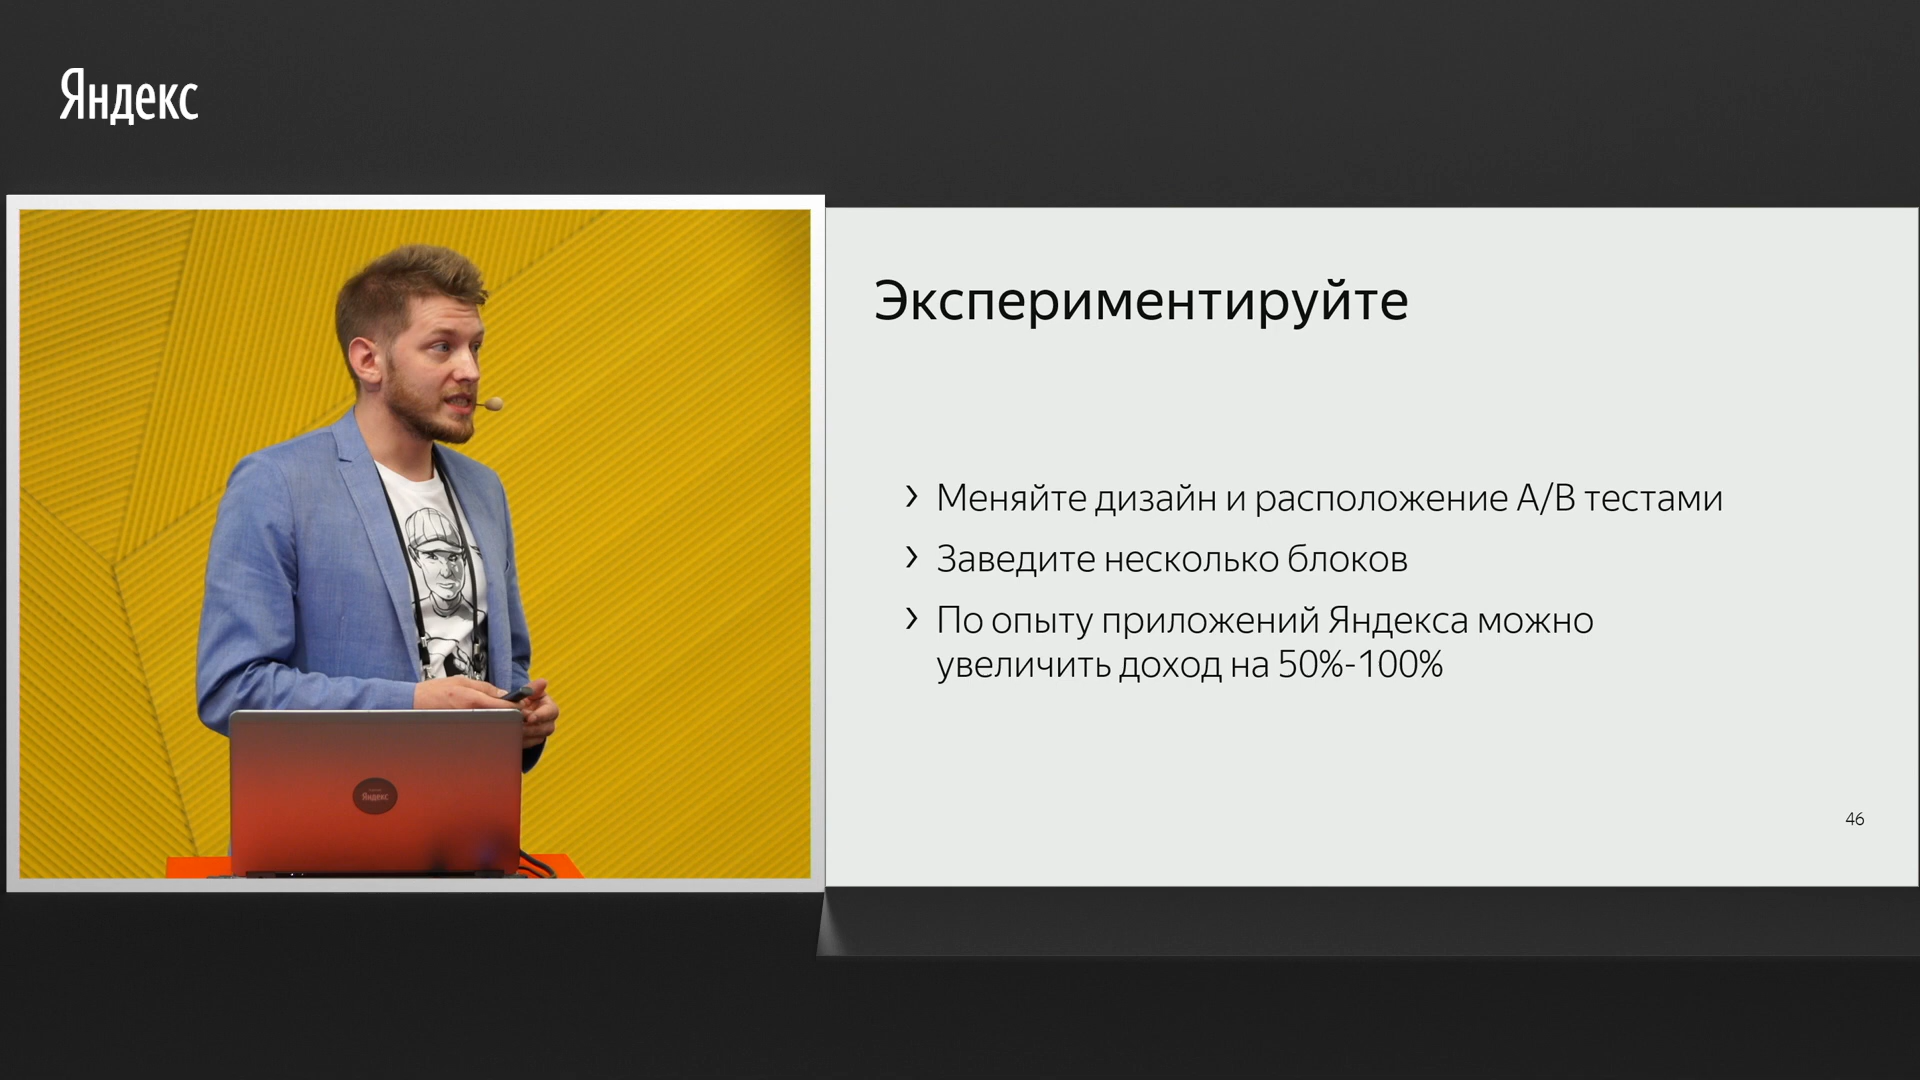 Яндекс
Экспериментируйте
› Меняйте дизайн и расположение A/B тестами
› Заведите несколько блоков
› По опыту приложений Яндекса можно
увеличить доход на 50%-100%
46
Яндекс